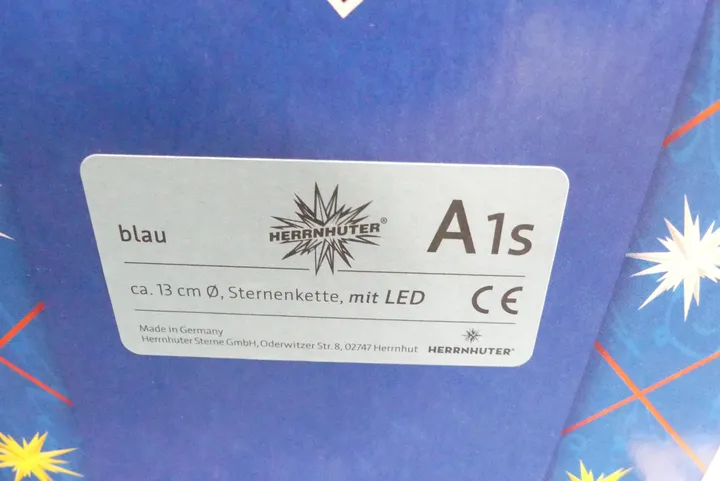 blau
HERRNHUTER®
A1s
ca. 13 cm Ø, Sternenkette, mit LED
CE
Made in Germany
Herrnhuter Sterne GmbH, Oderwitzer Str. 8, 02747 Herrnhut
HERRNHUTER®